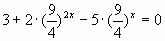 3 + 2 · (9/4)^{2x} − 5 · (9/4)^x = 0